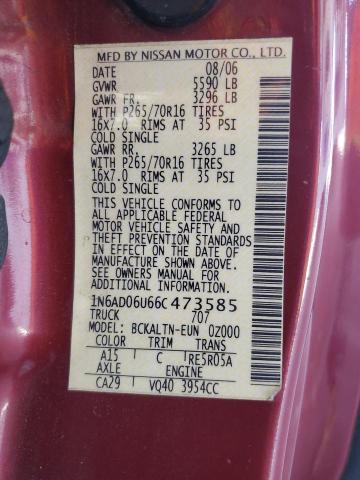 MFD BY NISSAN MOTOR CO., LTD.
DATE 08/06
GVWR 5590 LB
GAWR FR. 3296 LB
WITH P265/70R16 TIRES
16X7.0 RIMS AT 35 PSI
COLD SINGLE
GAWR RR. 3265 LB
WITH P265/70R16 TIRES
16X7.0 RIMS AT 35 PSI
COLD SINGLE
THIS VEHICLE CONFORMS TO
ALL APPLICABLE FEDERAL
MOTOR VEHICLE SAFETY AND
THEFT PREVENTION STANDARDS
IN EFFECT ON THE DATE OF
MANUFACTURE SHOWN ABOVE.
SEE OWNERS MANUAL FOR
ADDITIONAL INFORMATION.
1N6AD06U66C473585
TRUCK 707
MODEL: BCKALTN-EUN 0Z000
COLOR TRIM TRANS
A15 C RE5R05A
AXLE ENGINE
CA29 VQ40 3954CC